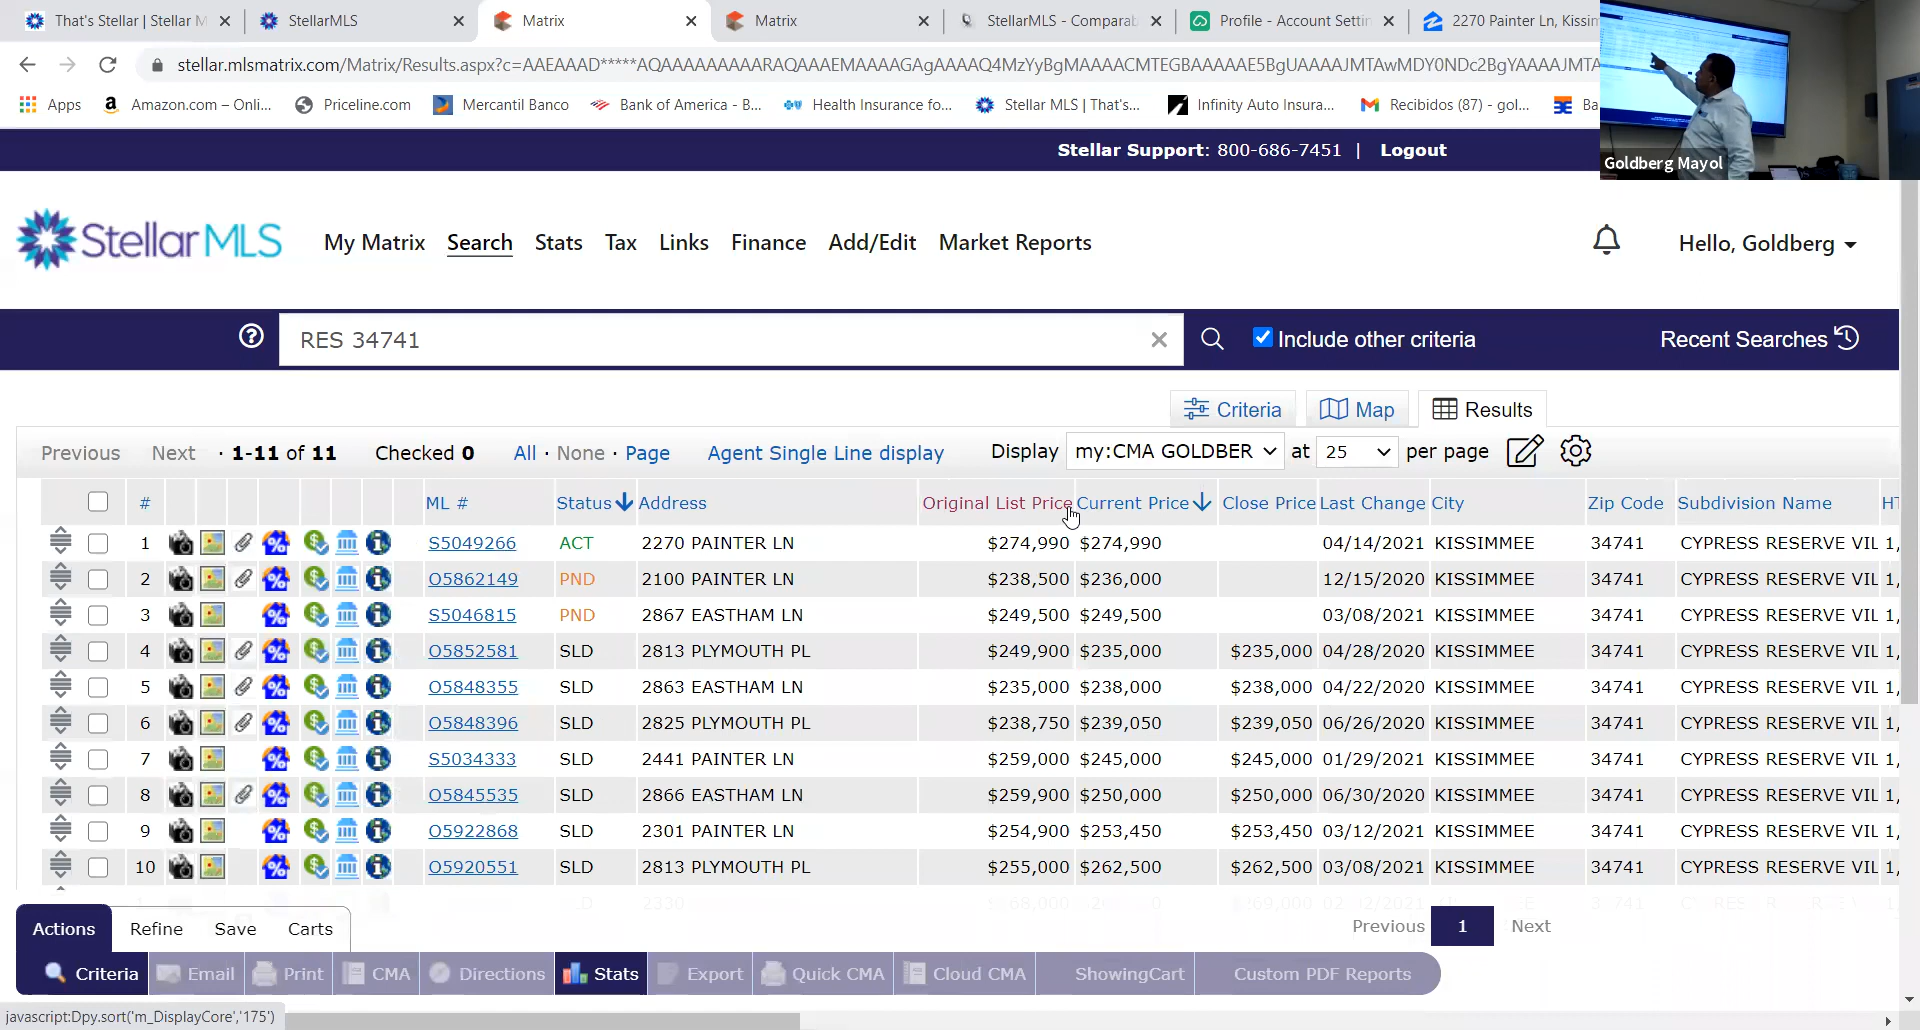 That's Stellar | Stellar M
StellarMLS
Matrix
Matrix
StellarMLS - Comparab
Profile - Account Settin
2270 Painter Ln, Kissim
stellar.mlsmatrix.com/Matrix/Results.aspx?c=AAEAAAD*****AQAAAAAAAAARAQAAAEMAAAAGAgAAAAQ4MzYyBgMAAAACMTEGBAAAAAE5BgUAAAAJMTAwMDY0NDc2BgYAAAAJMTA
Apps
Amazon.com – Onli...
Priceline.com
Mercantil Banco
Bank of America - B...
Health Insurance fo...
Stellar MLS | That's...
Infinity Auto Insura...
Recibidos (87) - gol...
Ba
Goldberg Mayol
Stellar Support: 800-686-7451 | Logout
StellarMLS
My Matrix Search Stats Tax Links Finance Add/Edit Market Reports
Hello, Goldberg
RES 34741
Include other criteria
Recent Searches
Criteria Map Results
Previous Next · 1-11 of 11 Checked 0 All · None · Page Agent Single Line display Display my:CMA GOLDBER at 25 per page
# ML # Status Address Original List Price Current Price Close Price Last Change City Zip Code Subdivision Name HT
1 S5049266 ACT 2270 PAINTER LN $274,990 $274,990 04/14/2021 KISSIMMEE 34741 CYPRESS RESERVE VIL 1,
2 O5862149 PND 2100 PAINTER LN $238,500 $236,000 12/15/2020 KISSIMMEE 34741 CYPRESS RESERVE VIL 1,
3 S5046815 PND 2867 EASTHAM LN $249,500 $249,500 03/08/2021 KISSIMMEE 34741 CYPRESS RESERVE VIL 1,
4 O5852581 SLD 2813 PLYMOUTH PL $249,900 $235,000 $235,000 04/28/2020 KISSIMMEE 34741 CYPRESS RESERVE VIL 1,
5 O5848355 SLD 2863 EASTHAM LN $235,000 $238,000 $238,000 04/22/2020 KISSIMMEE 34741 CYPRESS RESERVE VIL 1,
6 O5848396 SLD 2825 PLYMOUTH PL $238,750 $239,050 $239,050 06/26/2020 KISSIMMEE 34741 CYPRESS RESERVE VIL 1,
7 S5034333 SLD 2441 PAINTER LN $259,000 $245,000 $245,000 01/29/2021 KISSIMMEE 34741 CYPRESS RESERVE VIL 1,
8 O5845535 SLD 2866 EASTHAM LN $259,900 $250,000 $250,000 06/30/2020 KISSIMMEE 34741 CYPRESS RESERVE VIL 1,
9 O5922868 SLD 2301 PAINTER LN $254,900 $253,450 $253,450 03/12/2021 KISSIMMEE 34741 CYPRESS RESERVE VIL 1,
10 O5920551 SLD 2813 PLYMOUTH PL $255,000 $262,500 $262,500 03/08/2021 KISSIMMEE 34741 CYPRESS RESERVE VIL 1,
Actions Refine Save Carts
Previous 1 Next
Criteria Email Print CMA Directions Stats Export Quick CMA Cloud CMA ShowingCart Custom PDF Reports
javascript:Dpy.sort('m_DisplayCore','175')